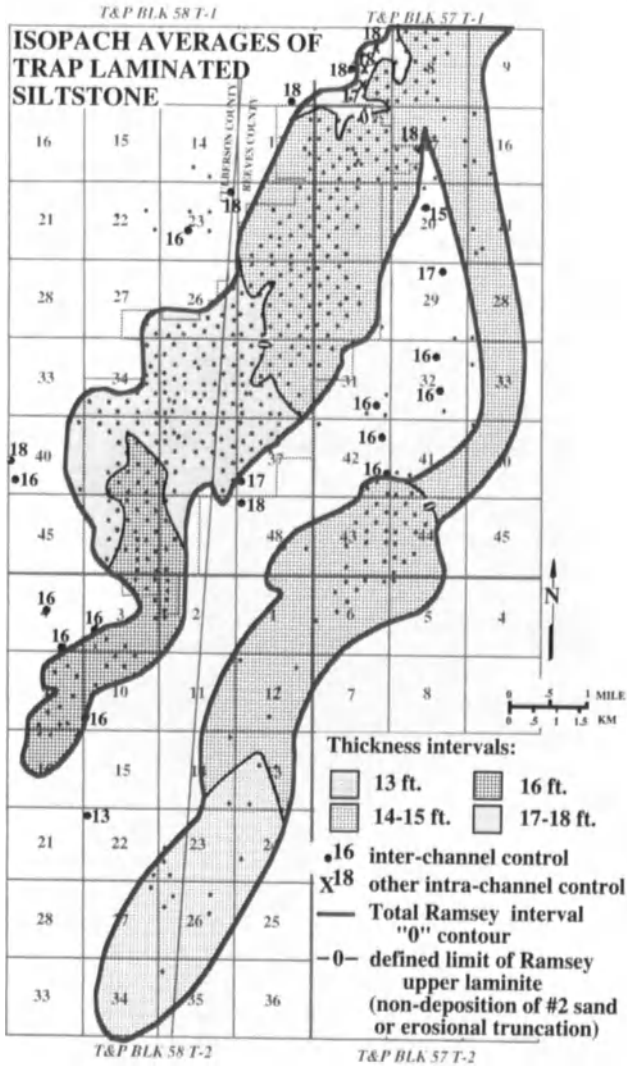 T&P BLK 58 T-1
T&P BLK 57 T-1
ISOPACH AVERAGES OF
TRAP LAMINATED
SILTSTONE
REEVES COUNTY
18
18
17
0
8
9
18
16 15 14
18
16
18
21 22 23
16
15
20
21
17
28 27 26
29 28
0
33 34
31
16
32
33
16
16
18
40
16
37
17
42
16
41
16
18
45
48 43 44
0
45
16
3 2 1 6 5 4
16
16
10 11 12 7 8
16
15
13
21 22 23
28 27 26 25
33 34 35 36
N
0 .5 1 MILE
0 .5 1 1.5 KM
Thickness intervals:
13 ft. 16 ft.
14-15 ft. 17-18 ft.
16 inter-channel control
X18 other intra-channel control
Total Ramsey interval
"0" contour
-0- defined limit of Ramsey
upper laminite
(non-deposition of #2 sand
or erosional truncation)
T&P BLK 58 T-2
T&P BLK 57 T-2